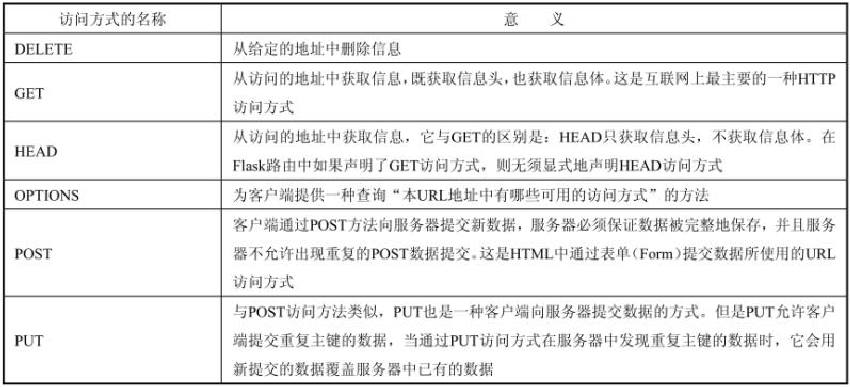 访问方式的名称 意 义
DELETE 从给定的地址中删除信息
GET 从访问的地址中获取信息，既获取信息头，也获取信息体。这是互联网上最主要的一种HTTP
访问方式
HEAD 从访问的地址中获取信息，它与GET的区别是：HEAD只获取信息头，不获取信息体。在
Flask路由中如果声明了GET访问方式，则无须显式地声明HEAD访问方式
OPTIONS 为客户端提供一种查询“本URL地址中有哪些可用的访问方式”的方法
客户端通过POST方法向服务器提交新数据，服务器必须保证数据被完整地保存，并且服务
POST 器不允许出现重复的POST数据提交。这是HTML中通过表单（Form）提交数据所使用的URL
访问方式
与POST访问方法类似，PUT也是一种客户端向服务器提交数据的方式。但是PUT允许客户
PUT 端提交重复主键的数据，当通过PUT访问方式在服务器中发现重复主键的数据时，它会用
新提交的数据覆盖服务器中已有的数据